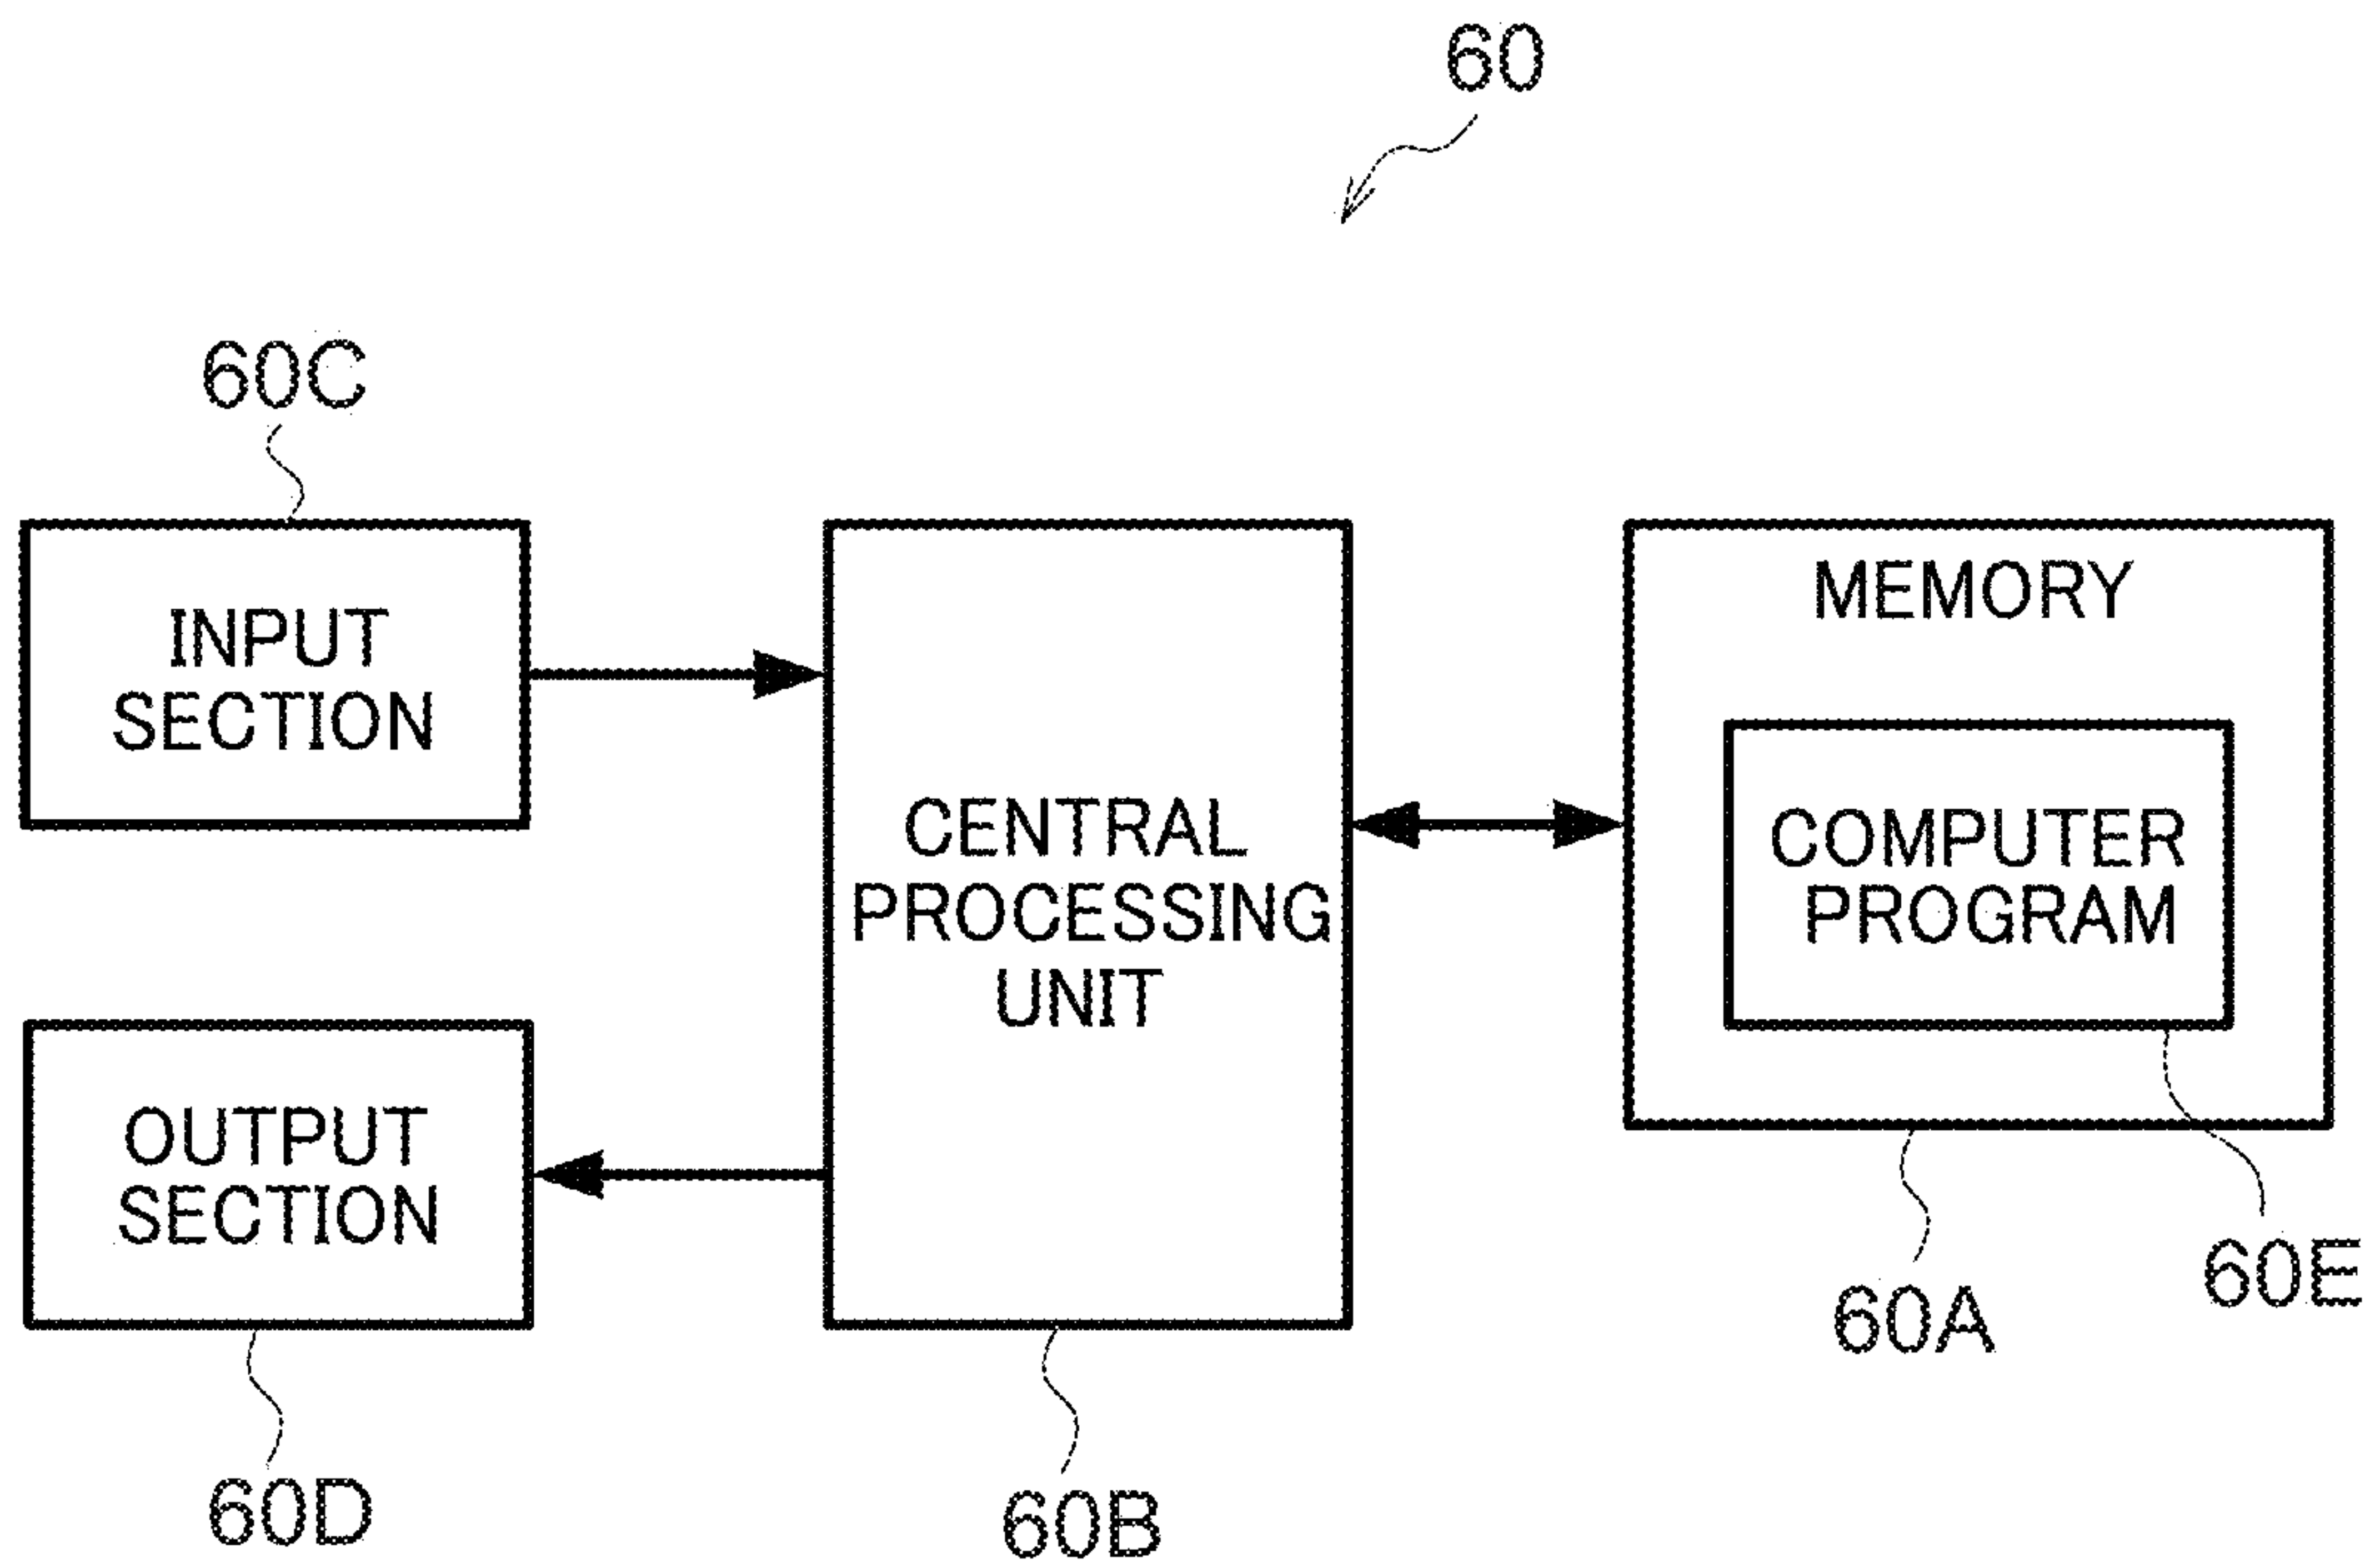 60
60C
INPUT
SECTION
CENTRAL
PROCESSING
UNIT
MEMORY
COMPUTER
PROGRAM
OUTPUT
SECTION
60E
60A
60D
60B